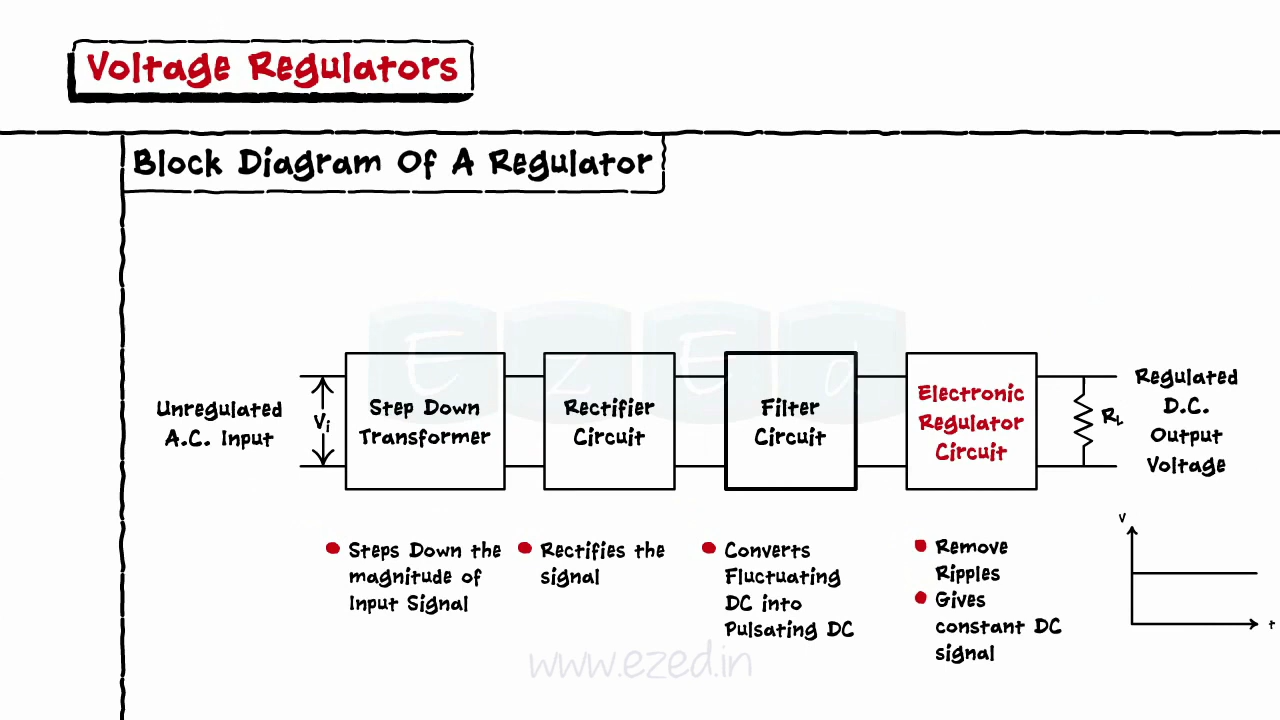 Voltage Regulators
Block Diagram Of A Regulator
EzEd
Unregulated
A.C. Input
Vi
Step Down
Transformer
Rectifier
Circuit
Filter
Circuit
Electronic
Regulator
Circuit
RL
Regulated
D.C.
Output
Voltage
Steps Down the
magnitude of
Input Signal
Rectifies the
signal
Converts
Fluctuating
DC into
Pulsating DC
Remove
Ripples
Gives
constant DC
signal
V
t
www.ezed.in